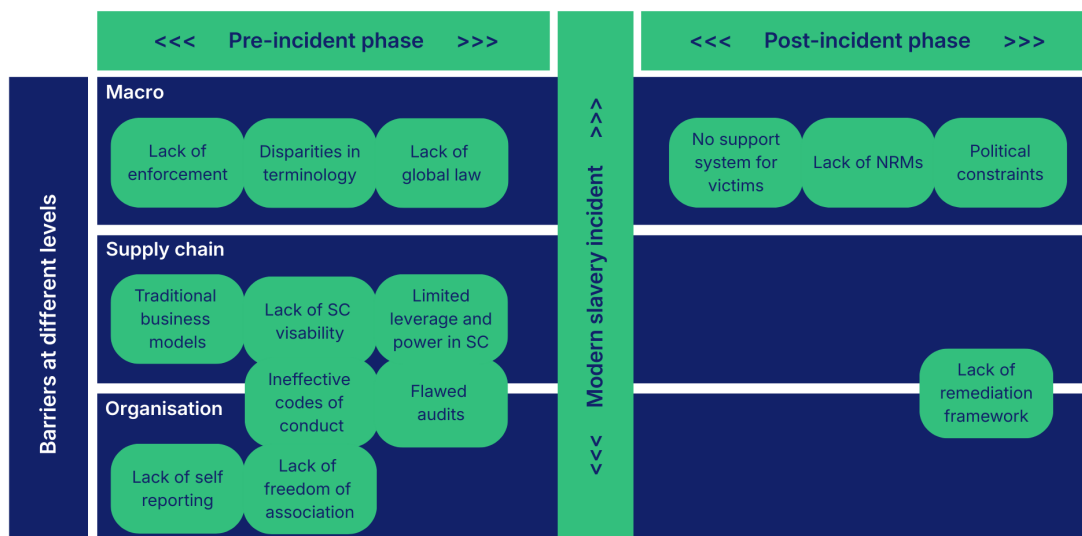 <<< Pre-incident phase >>>
<<< Post-incident phase >>>
Barriers at different levels
<<< Modern slavery incident >>>
Macro
Lack of
enforcement
Disparities in
terminology
Lack of
global law
No support
system for
victims
Lack of NRMs
Political
constraints
Supply chain
Traditional
business
models
Lack of SC
visability
Limited
leverage and
power in SC
Ineffective
codes of
conduct
Flawed
audits
Lack of
remediation
framework
Organisation
Lack of self
reporting
Lack of
freedom of
association